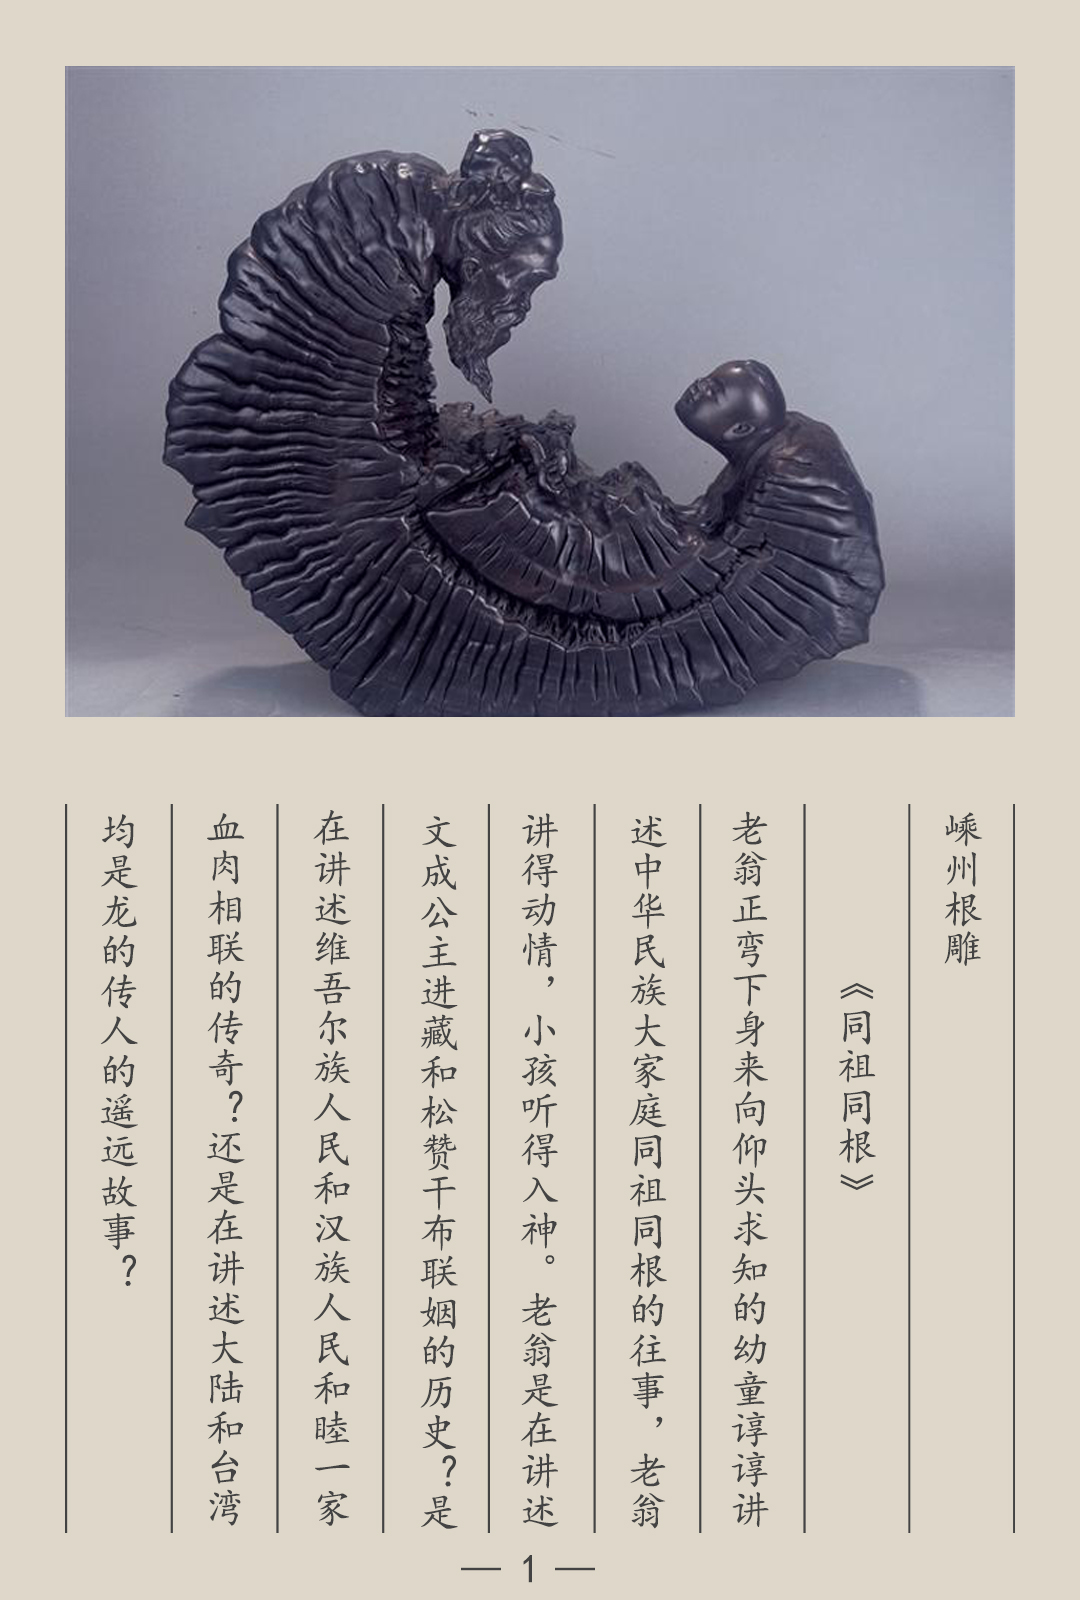 嵊州根雕
《同祖同根》
老翁正弯下身来向仰头求知的幼童谆谆讲
述中华民族大家庭同祖同根的往事，老翁
讲得动情，小孩听得入神。老翁是在讲述
文成公主进藏和松赞干布联姻的历史？是
在讲述维吾尔族人民和汉族人民和睦一家
血肉相联的传奇？还是在讲述大陆和台湾
均是龙的传人的遥远故事？
— 1 —